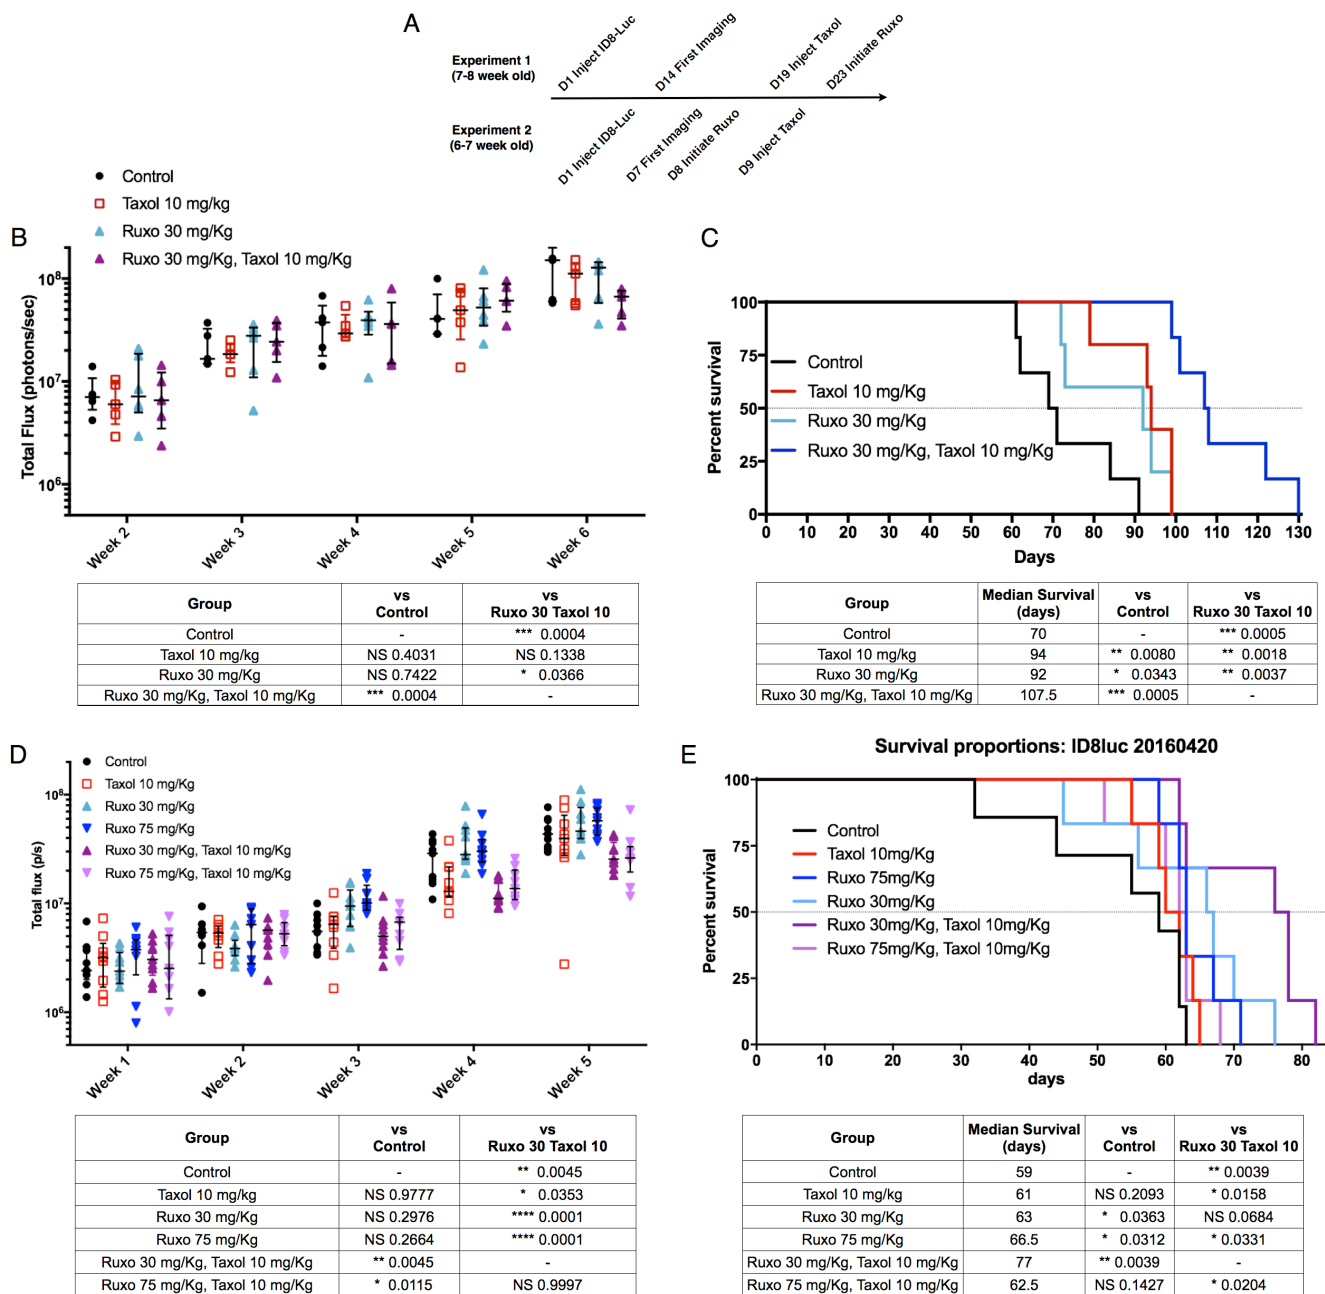 A
Experiment 1
(7-8 week old)
D1 Inject ID8-Luc
D14 First Imaging
D19 Inject Taxol
D23 Initiate Ruxo
Experiment 2
(6-7 week old)
D1 Inject ID8-Luc
D7 First Imaging
D8 Initiate Ruxo
D9 Inject Taxol
B
Control
Taxol 10 mg/kg
Ruxo 30 mg/Kg
Ruxo 30 mg/Kg, Taxol 10 mg/Kg
Total Flux (photons/sec)
10^8
10^7
10^6
Week 2
Week 3
Week 4
Week 5
Week 6
Group vs Control vs Ruxo 30 Taxol 10
Control - *** 0.0004
Taxol 10 mg/kg NS 0.4031 NS 0.1338
Ruxo 30 mg/Kg NS 0.7422 * 0.0366
Ruxo 30 mg/Kg, Taxol 10 mg/Kg *** 0.0004 -
C
Percent survival
100
75
50
25
0
Control
Taxol 10 mg/Kg
Ruxo 30 mg/Kg
Ruxo 30 mg/Kg, Taxol 10 mg/Kg
0 10 20 30 40 50 60 70 80 90 100 110 120 130
Days
Group Median Survival (days) vs Control vs Ruxo 30 Taxol 10
Control 70 - *** 0.0005
Taxol 10 mg/kg 94 ** 0.0080 ** 0.0018
Ruxo 30 mg/Kg 92 * 0.0343 ** 0.0037
Ruxo 30 mg/Kg, Taxol 10 mg/Kg 107.5 *** 0.0005 -
D
Control
Taxol 10 mg/Kg
Ruxo 30 mg/Kg
Ruxo 75 mg/Kg
Ruxo 30 mg/Kg, Taxol 10 mg/Kg
Ruxo 75 mg/Kg, Taxol 10 mg/Kg
Total flux (p/s)
10^8
10^7
10^6
Week 1
Week 2
Week 3
Week 4
Week 5
Group vs Control vs Ruxo 30 Taxol 10
Control - ** 0.0045
Taxol 10 mg/kg NS 0.9777 * 0.0353
Ruxo 30 mg/Kg NS 0.2976 **** 0.0001
Ruxo 75 mg/Kg NS 0.2664 **** 0.0001
Ruxo 30 mg/Kg, Taxol 10 mg/Kg ** 0.0045 -
Ruxo 75 mg/Kg, Taxol 10 mg/Kg * 0.0115 NS 0.9997
E
Survival proportions: ID8luc 20160420
Percent survival
100
75
50
25
0
Control
Taxol 10mg/Kg
Ruxo 75mg/Kg
Ruxo 30mg/Kg
Ruxo 30mg/Kg, Taxol 10mg/Kg
Ruxo 75mg/Kg, Taxol 10mg/Kg
0 10 20 30 40 50 60 70 80
days
Group Median Survival (days) vs Control vs Ruxo 30 Taxol 10
Control 59 - ** 0.0039
Taxol 10 mg/kg 61 NS 0.2093 * 0.0158
Ruxo 30 mg/Kg 63 * 0.0363 NS 0.0684
Ruxo 75 mg/Kg 66.5 * 0.0312 * 0.0331
Ruxo 30 mg/Kg, Taxol 10 mg/Kg 77 ** 0.0039 -
Ruxo 75 mg/Kg, Taxol 10 mg/Kg 62.5 NS 0.1427 * 0.0204